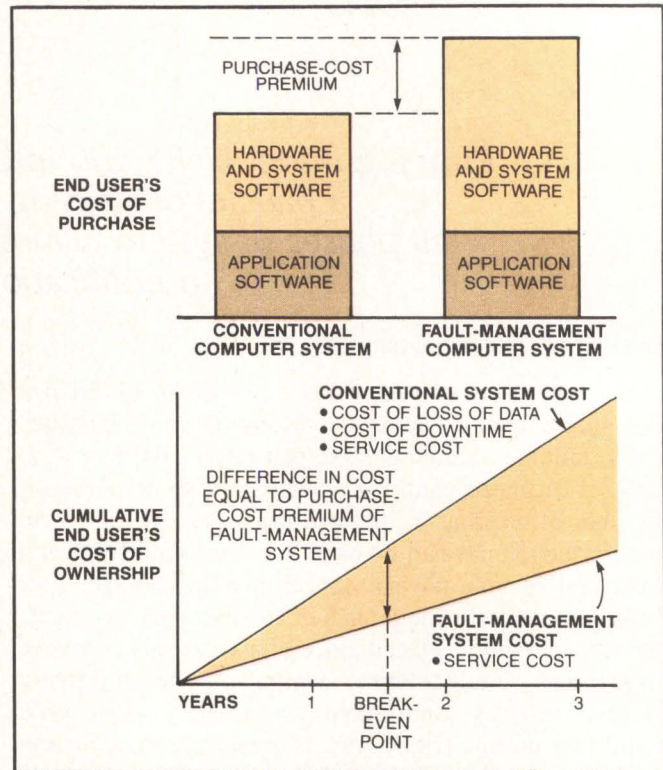 PURCHASE-COST
PREMIUM
END USER'S
COST OF
PURCHASE
HARDWARE
AND SYSTEM
SOFTWARE
APPLICATION
SOFTWARE
HARDWARE
AND SYSTEM
SOFTWARE
APPLICATION
SOFTWARE
CONVENTIONAL
COMPUTER SYSTEM
FAULT-MANAGEMENT
COMPUTER SYSTEM
CONVENTIONAL SYSTEM COST
• COST OF LOSS OF DATA
• COST OF DOWNTIME
• SERVICE COST
DIFFERENCE IN COST
EQUAL TO PURCHASE-
COST PREMIUM OF
FAULT-MANAGEMENT
SYSTEM
CUMULATIVE
END USER'S
COST OF
OWNERSHIP
FAULT-MANAGEMENT
SYSTEM COST
• SERVICE COST
YEARS
1
BREAK-
EVEN
POINT
2
3